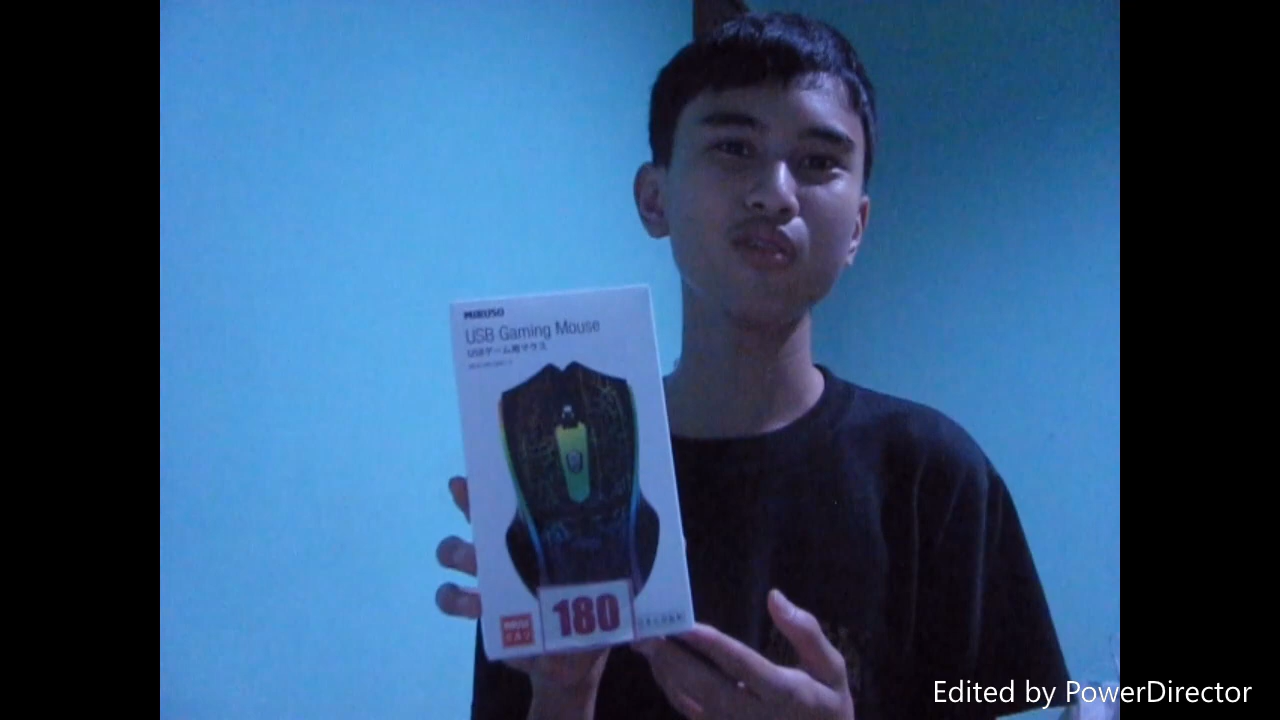 MIKUSO
USB Gaming Mouse
USBゲーム用マウス
180
Edited by PowerDirector